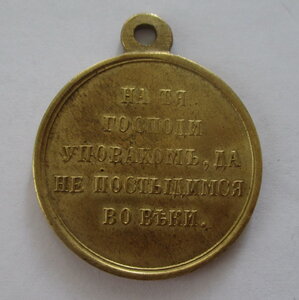 НА ТЯ
ГОСПОДИ
УПОВАХОМЪ, ДА
НЕ ПОСТЫДИМСЯ
ВО ВѢКИ.